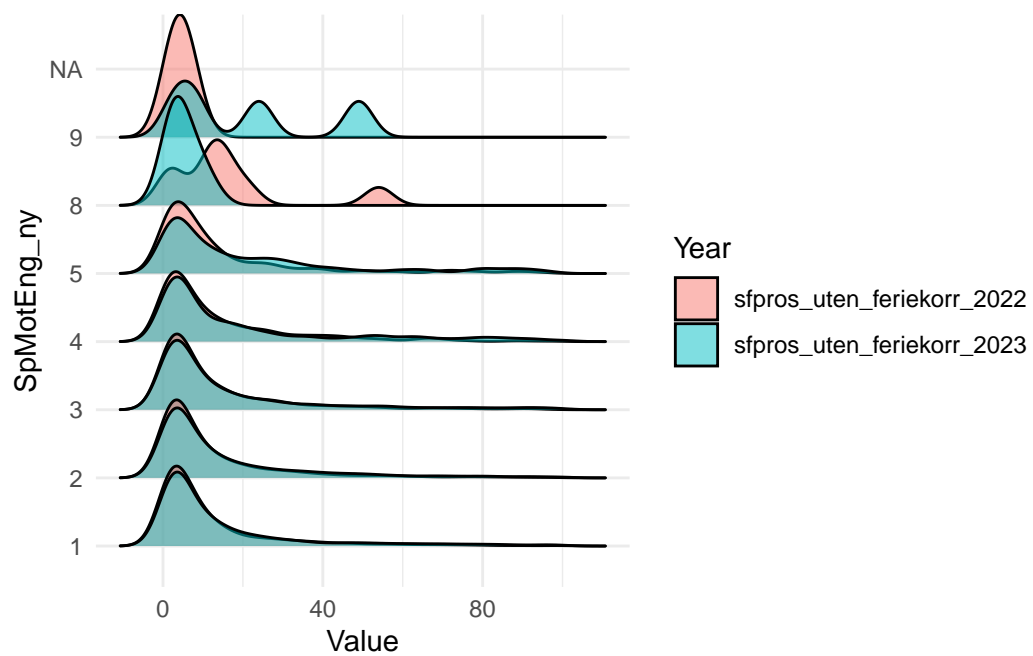 NA
9
8
5
4
3
2
1
SpMotEng_ny
0 40 80
Value
Year
sfpros_uten_feriekorr_2022
sfpros_uten_feriekorr_2023